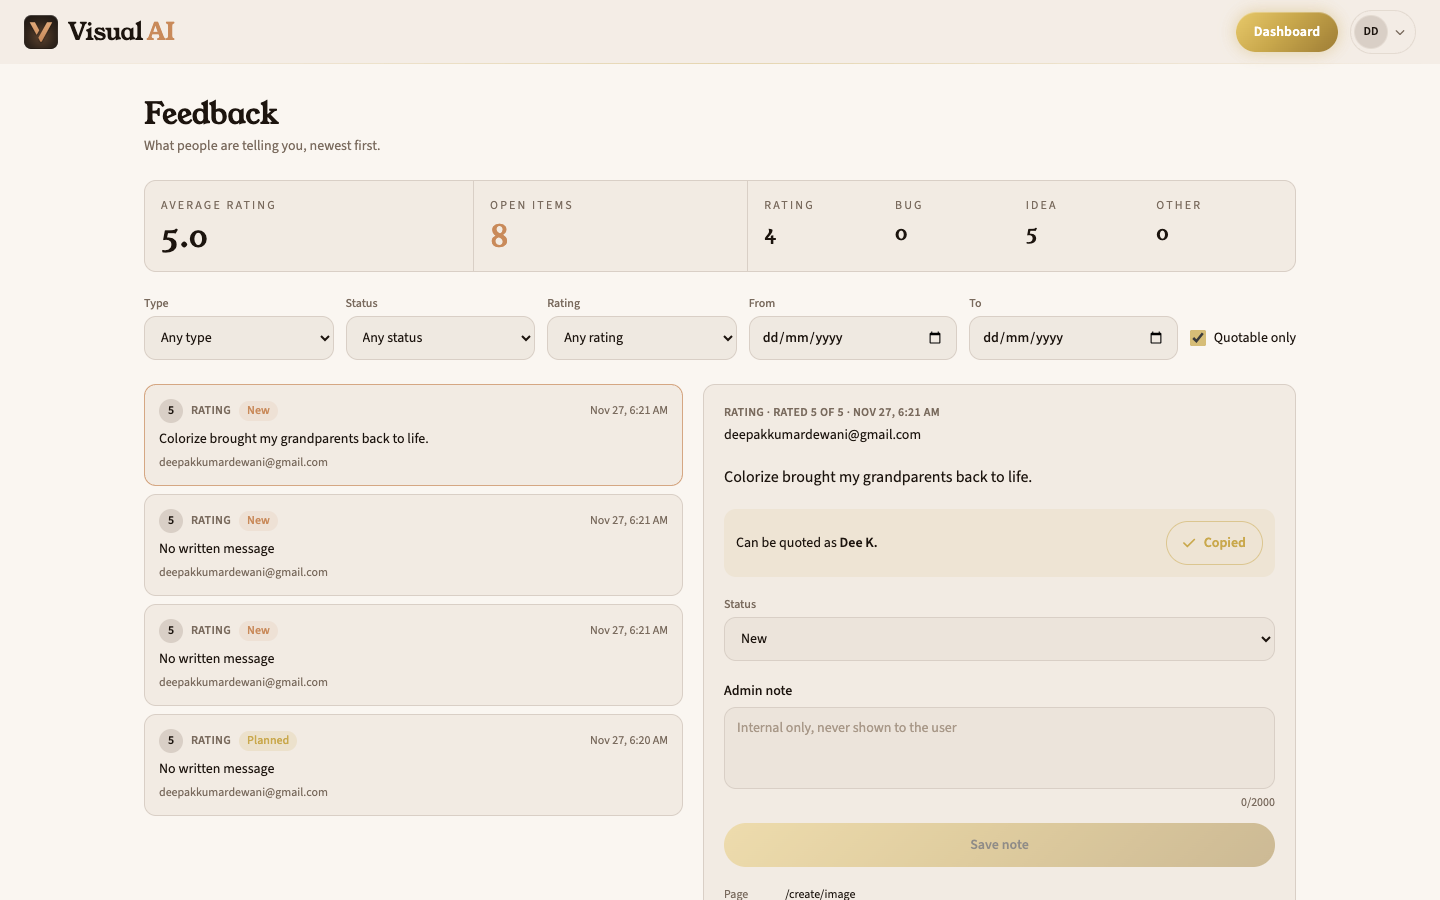 Visual AI
Dashboard
DD
Feedback
What people are telling you, newest first.
AVERAGE RATING
5.0
OPEN ITEMS
8
RATING
4
BUG
0
IDEA
5
OTHER
0
Type
Any type
Status
Any status
Rating
Any rating
From
dd/mm/yyyy
To
dd/mm/yyyy
Quotable only
5 RATING New Nov 27, 6:21 AM
Colorize brought my grandparents back to life.
deepakkumardewani@gmail.com
5 RATING New Nov 27, 6:21 AM
No written message
deepakkumardewani@gmail.com
5 RATING New Nov 27, 6:21 AM
No written message
deepakkumardewani@gmail.com
5 RATING Planned Nov 27, 6:20 AM
No written message
deepakkumardewani@gmail.com
RATING · RATED 5 OF 5 · NOV 27, 6:21 AM
deepakkumardewani@gmail.com
Colorize brought my grandparents back to life.
Can be quoted as Dee K.
Copied
Status
New
Admin note
Internal only, never shown to the user
0/2000
Save note
Page /create/image